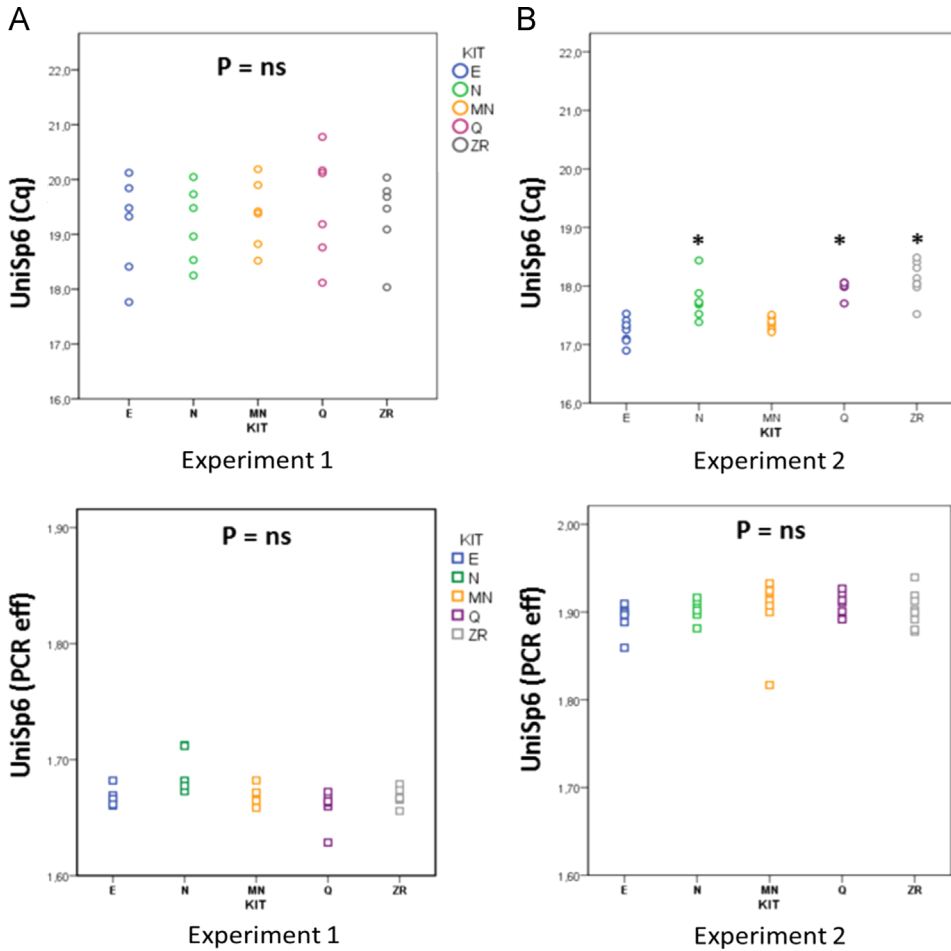 A
B
P = ns
UniSp6 (Cq)
22,0
21,0
20,0
19,0
18,0
17,0
16,0
E
N
MN
Q
ZR
KIT
Experiment 1
KIT
E
N
MN
Q
ZR
UniSp6 (Cq)
22,0
21,0
20,0
19,0
18,0
17,0
16,0
*
*
*
E
N
MN
Q
ZR
KIT
Experiment 2
P = ns
UniSp6 (PCR eff)
1,90
1,80
1,70
1,60
E
N
MN
Q
ZR
KIT
Experiment 1
KIT
E
N
MN
Q
ZR
P = ns
UniSp6 (PCR eff)
2,00
1,90
1,80
1,70
1,60
E
N
MN
Q
ZR
KIT
Experiment 2